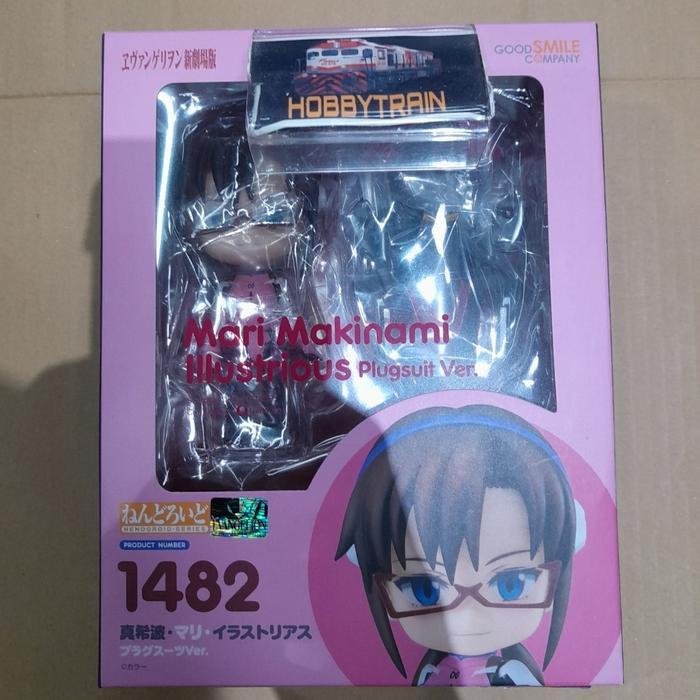 ヱヴァンゲリヲン 新劇場版
GOOD SMILE
COMPANY
HOBBYTRAIN
Mari Makinami
Illustrious Plugsuit Ver.
ねんどろいど
NENDOROID-SERIES
EVANGELION
PRODUCT NUMBER
1482
真希波・マリ・イラストリアス
プラグスーツVer.
©カラー